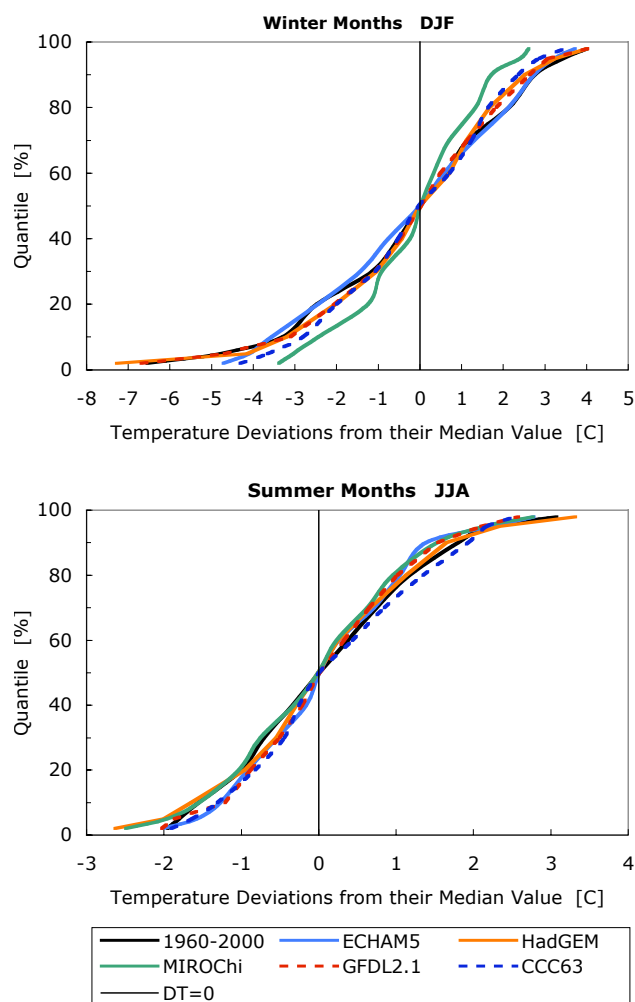 Winter Months DJF
100
80
60
40
20
0
Quantile [%]
-8 -7 -6 -5 -4 -3 -2 -1 0 1 2 3 4 5
Temperature Deviations from their Median Value [C]
Summer Months JJA
100
80
60
40
20
0
Quantile [%]
-3 -2 -1 0 1 2 3 4
Temperature Deviations from their Median Value [C]
1960-2000 ECHAM5 HadGEM
MIROChi GFDL2.1 CCC63
DT=0